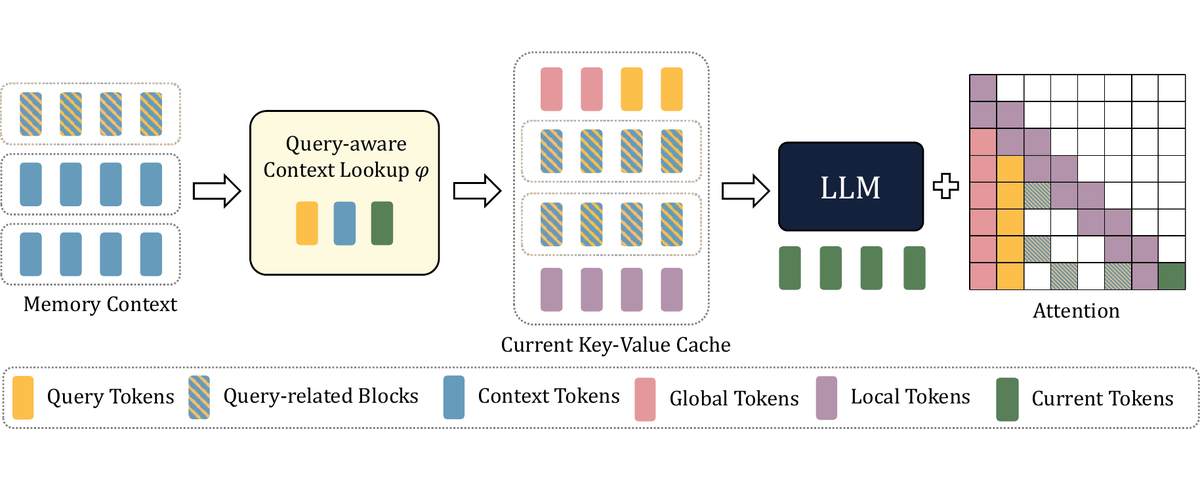 Query-aware
Context Lookup φ
LLM
Memory Context
Attention
Current Key-Value Cache
Query Tokens
Query-related Blocks
Context Tokens
Global Tokens
Local Tokens
Current Tokens